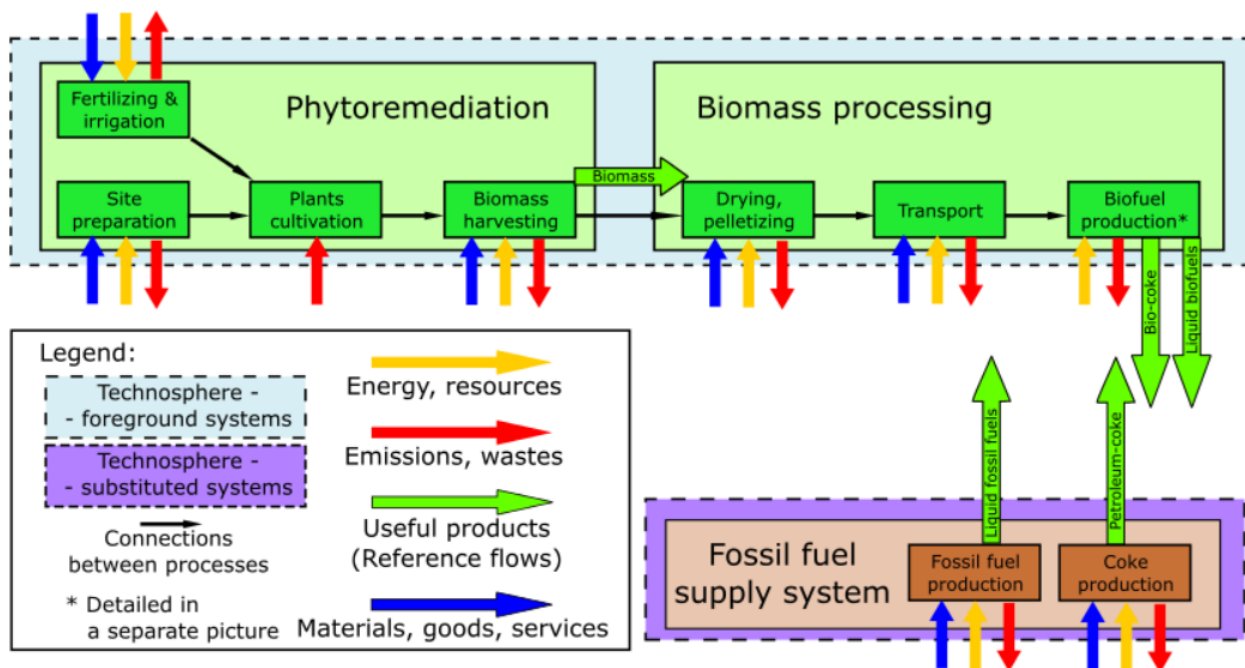 Fertilizing &
irrigation
Phytoremediation
Biomass processing
Biomass
Site
preparation
Plants
cultivation
Biomass
harvesting
Drying,
pelletizing
Transport
Biofuel
production*
Bio-coke
Liquid biofuels
Legend:
Technosphere -
- foreground systems
Technosphere -
- substituted systems
Connections
between processes
* Detailed in
a separate picture
Energy, resources
Emissions, wastes
Useful products
(Reference flows)
Materials, goods, services
Liquid fossil fuels
Petroleum-coke
Fossil fuel
supply system
Fossil fuel
production
Coke
production